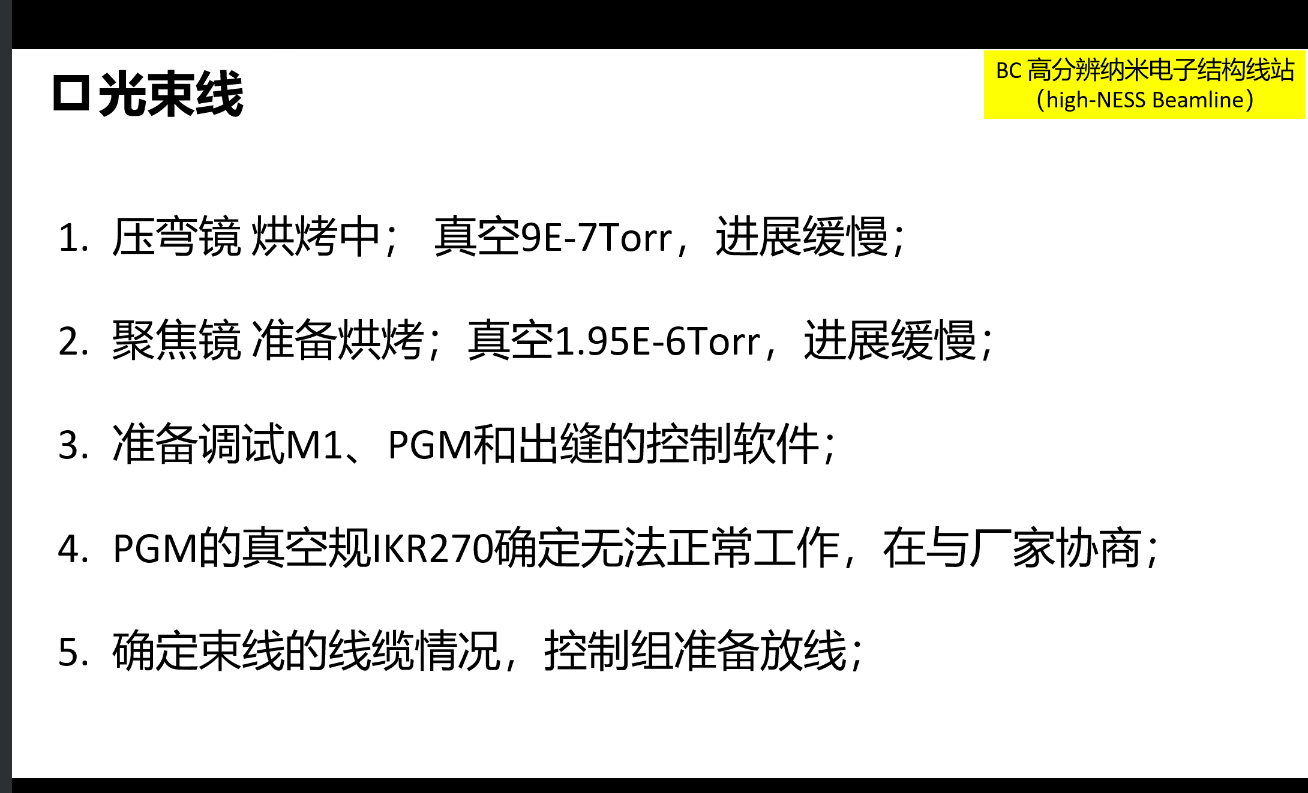 光束线
BC 高分辨纳米电子结构线站
（high-NESS Beamline）
1. 压弯镜 烘烤中； 真空9E-7Torr，进展缓慢；
2. 聚焦镜 准备烘烤；真空1.95E-6Torr，进展缓慢；
3. 准备调试M1、PGM和出缝的控制软件；
4. PGM的真空规IKR270确定无法正常工作，在与厂家协商；
5. 确定束线的线缆情况，控制组准备放线；